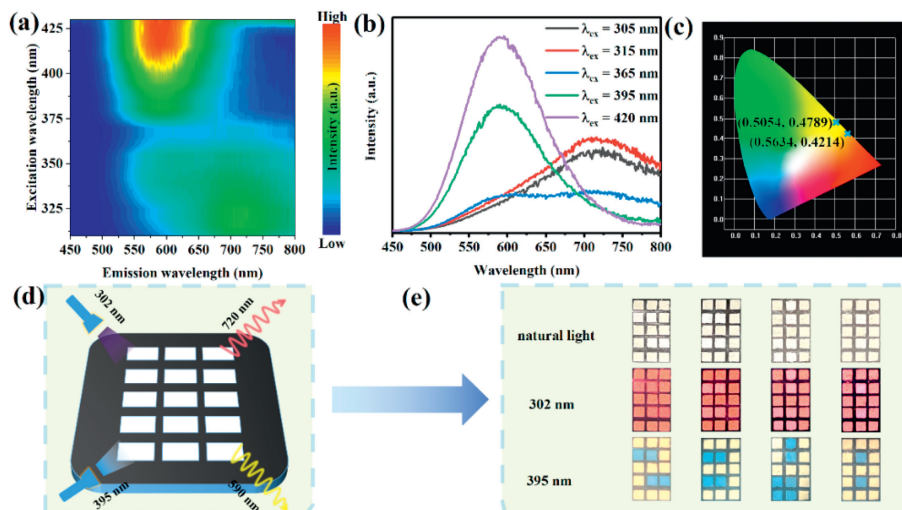 (a)
High
425
400
375
350
325
Excitation wavelength (nm)
450 500 550 600 650 700 750 800
Emission wavelength (nm)
Intensity (a.u.)
Low
(b)
λex = 305 nm
λex = 315 nm
λex = 365 nm
λex = 395 nm
λex = 420 nm
Intensity (a.u.)
450 500 550 600 650 700 750 800
Wavelength (nm)
(c)
0.9
0.8
0.7
0.6
0.5
0.4
0.3
0.2
0.1
0.0
(0.5054, 0.4789)
(0.5634, 0.4214)
0.0 0.1 0.2 0.3 0.4 0.5 0.6 0.7 0.8
(d)
302 nm
720 nm
395 nm
590 nm
(e)
natural light
302 nm
395 nm